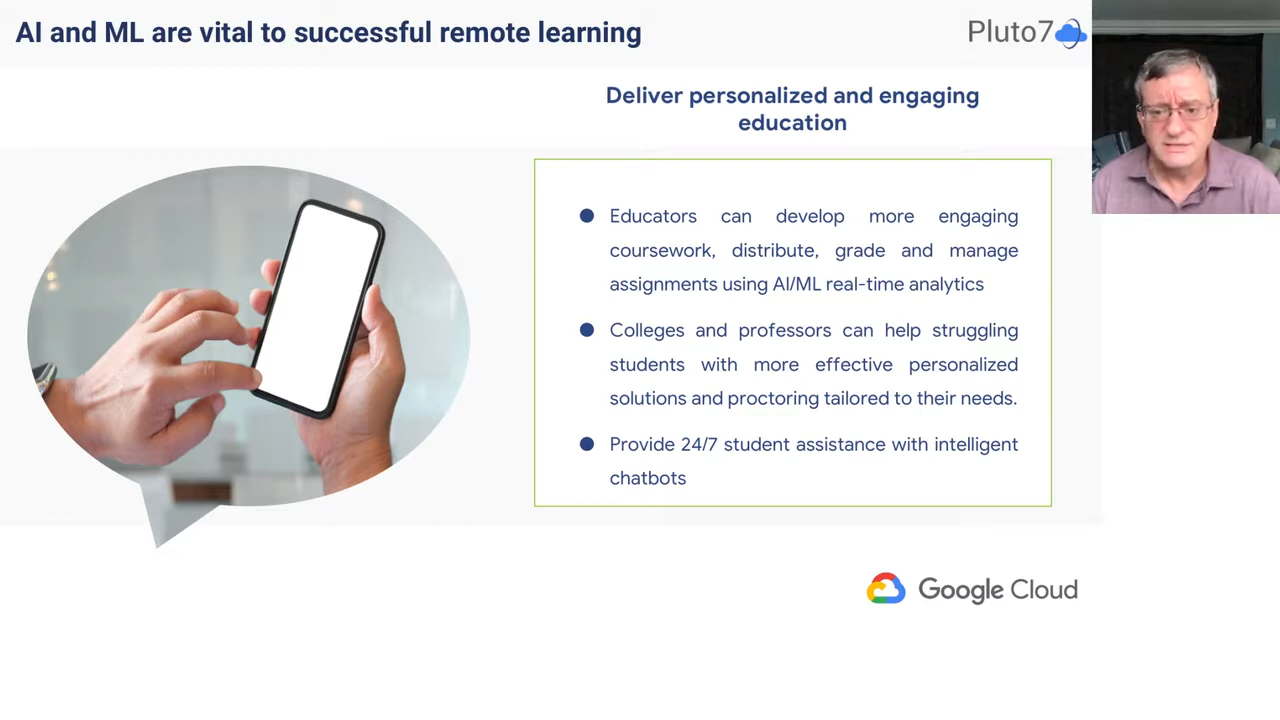 AI and ML are vital to successful remote learning
Pluto7
Deliver personalized and engaging
education
● Educators can develop more engaging
coursework, distribute, grade and manage
assignments using AI/ML real-time analytics
● Colleges and professors can help struggling
students with more effective personalized
solutions and proctoring tailored to their needs.
● Provide 24/7 student assistance with intelligent
chatbots
Google Cloud